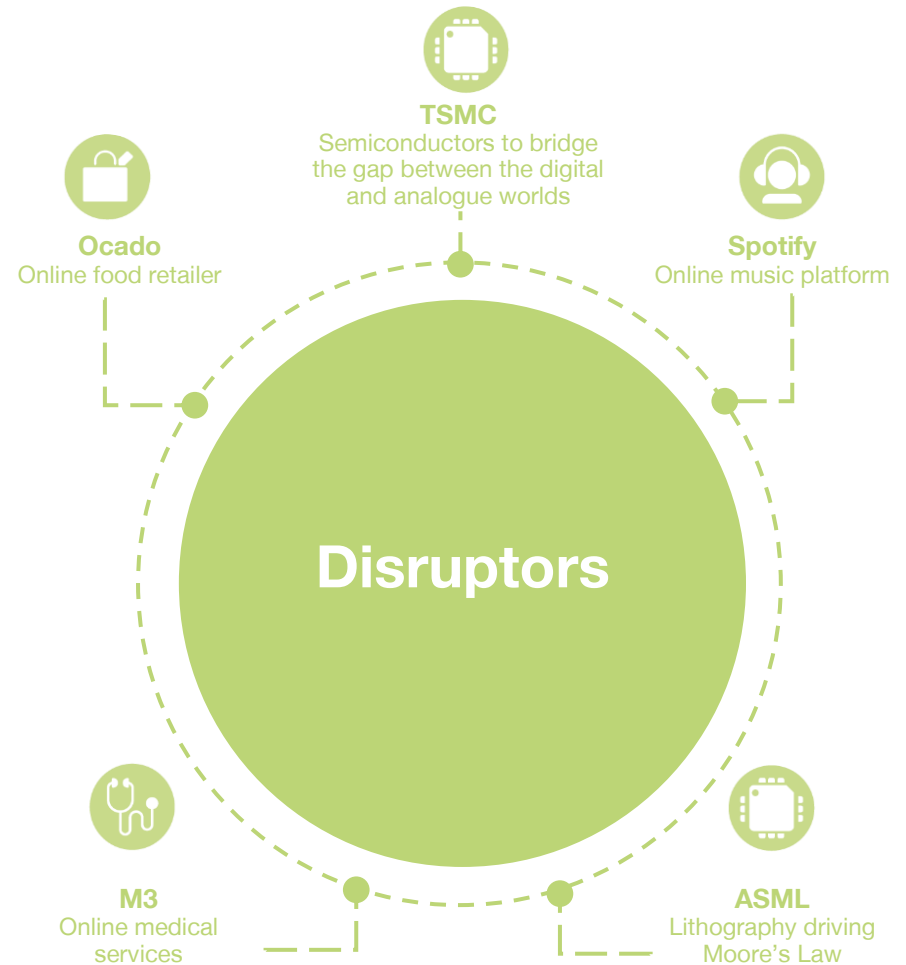 TSMC
Semiconductors to bridge
the gap between the digital
and analogue worlds
Ocado
Online food retailer
Spotify
Online music platform
Disruptors
M3
Online medical
services
ASML
Lithography driving
Moore’s Law